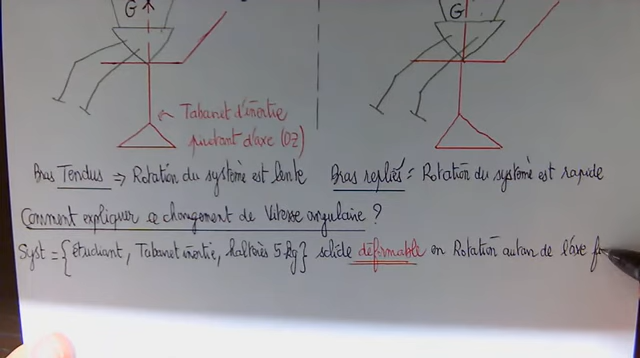 G
G
Tabouret d'inertie
pivotant d'axe (OZ)
Bras Tendus ⇒ Rotation du système est lente
Bras repliés = Rotation du système est rapide
Comment expliquer ce changement de Vitesse angulaire ?
Syst = {étudiant, Tabouret inertie, haltères 5 kg} solide déformable en Rotation autour de l'axe f